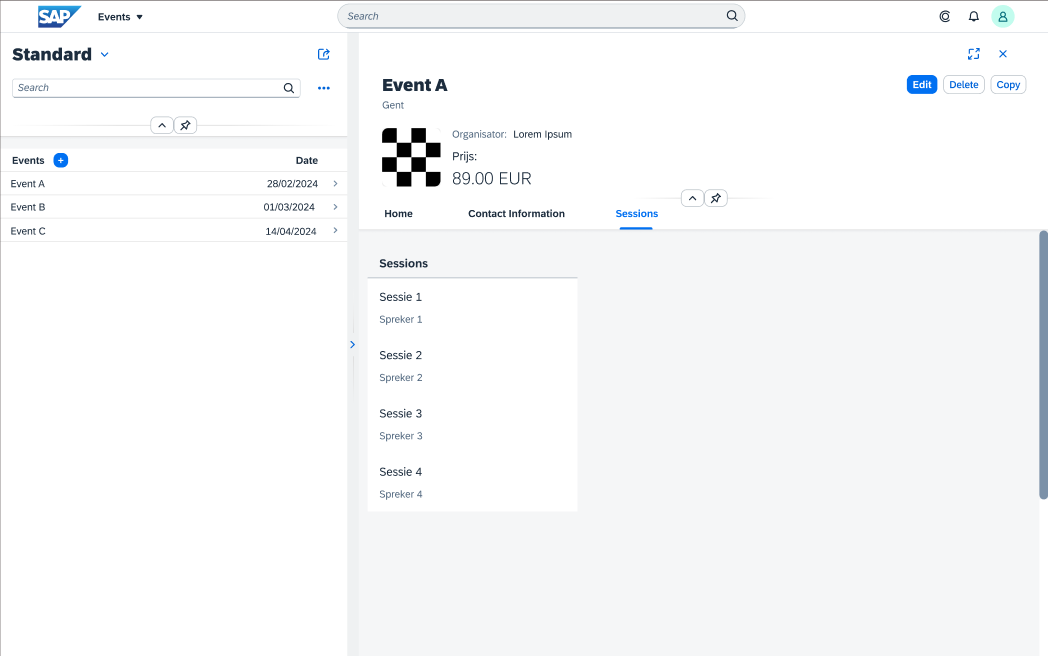 SAP Events Search
Standard
Search
Events Date
Event A 28/02/2024
Event B 01/03/2024
Event C 14/04/2024
Event A
Edit Delete Copy
Gent
Organisator: Lorem Ipsum
Prijs:
89.00 EUR
Home Contact Information Sessions
Sessions
Sessie 1
Spreker 1
Sessie 2
Spreker 2
Sessie 3
Spreker 3
Sessie 4
Spreker 4